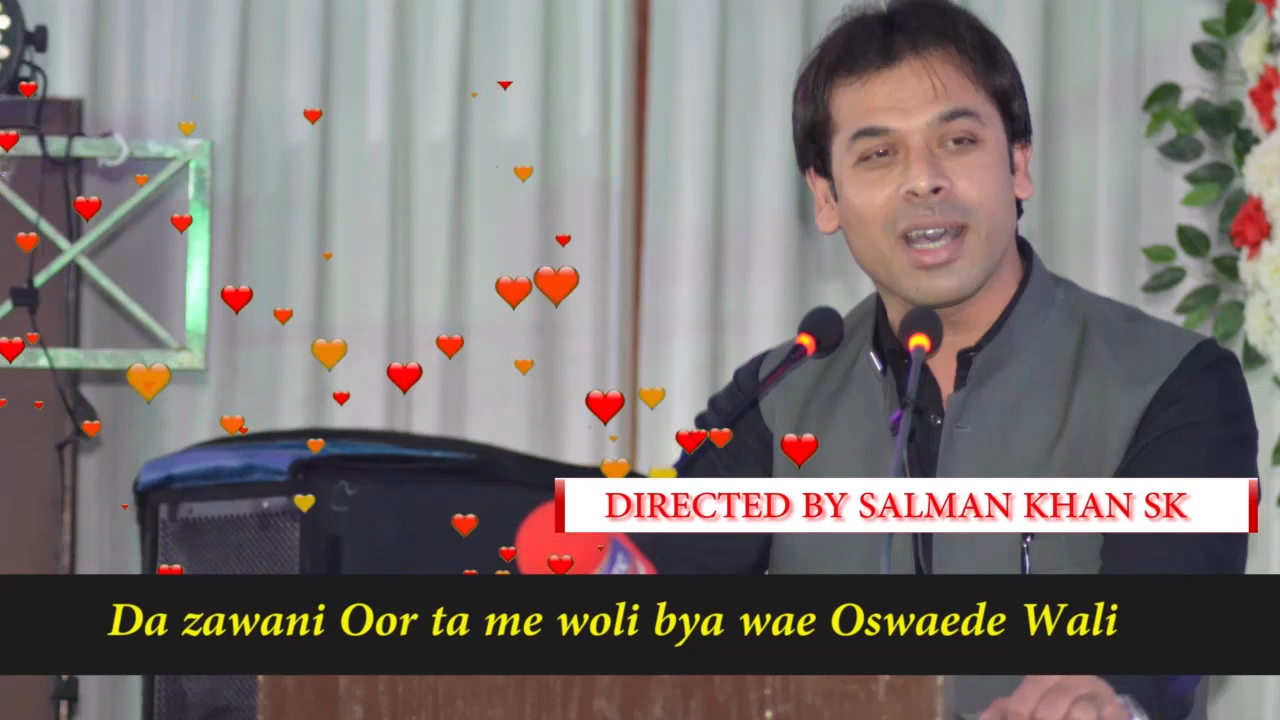 DIRECTED BY SALMAN KHAN SK
Da zawani Oor ta me woli bya wae Oswaede Wali